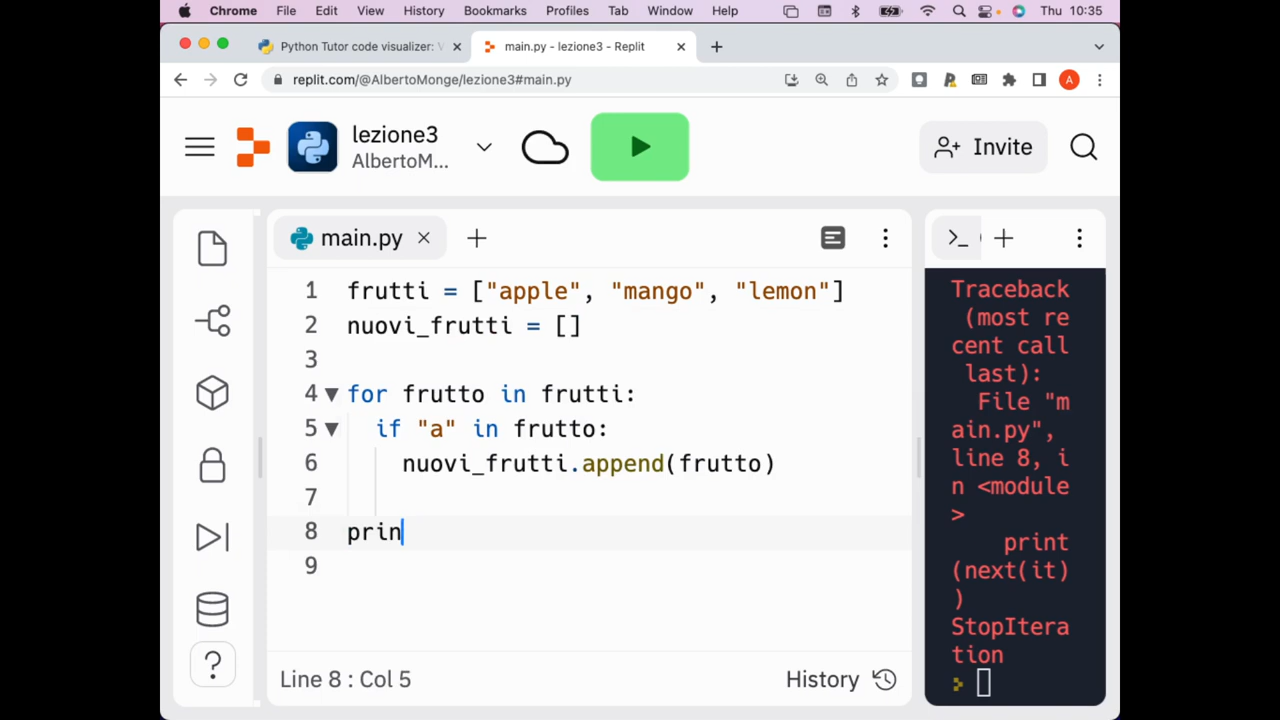 Chrome File Edit View History Bookmarks Profiles Tab Window Help Thu 10:35
Python Tutor code visualizer: main.py - lezione3 - Replit
replit.com/@AlbertoMonge/lezione3#main.py A
lezione3
AlbertoM...
Invite
main.py
1 frutti = ["apple", "mango", "lemon"]
2 nuovi_frutti = []
3
4 for frutto in frutti:
5 if "a" in frutto:
6 nuovi_frutti.append(frutto)
7
8 prin
9
Line 8 : Col 5 History
Traceback
(most re
cent call
last):
File "m
ain.py",
line 8, i
n <module
>
print
(next(it)
)
StopItera
tion